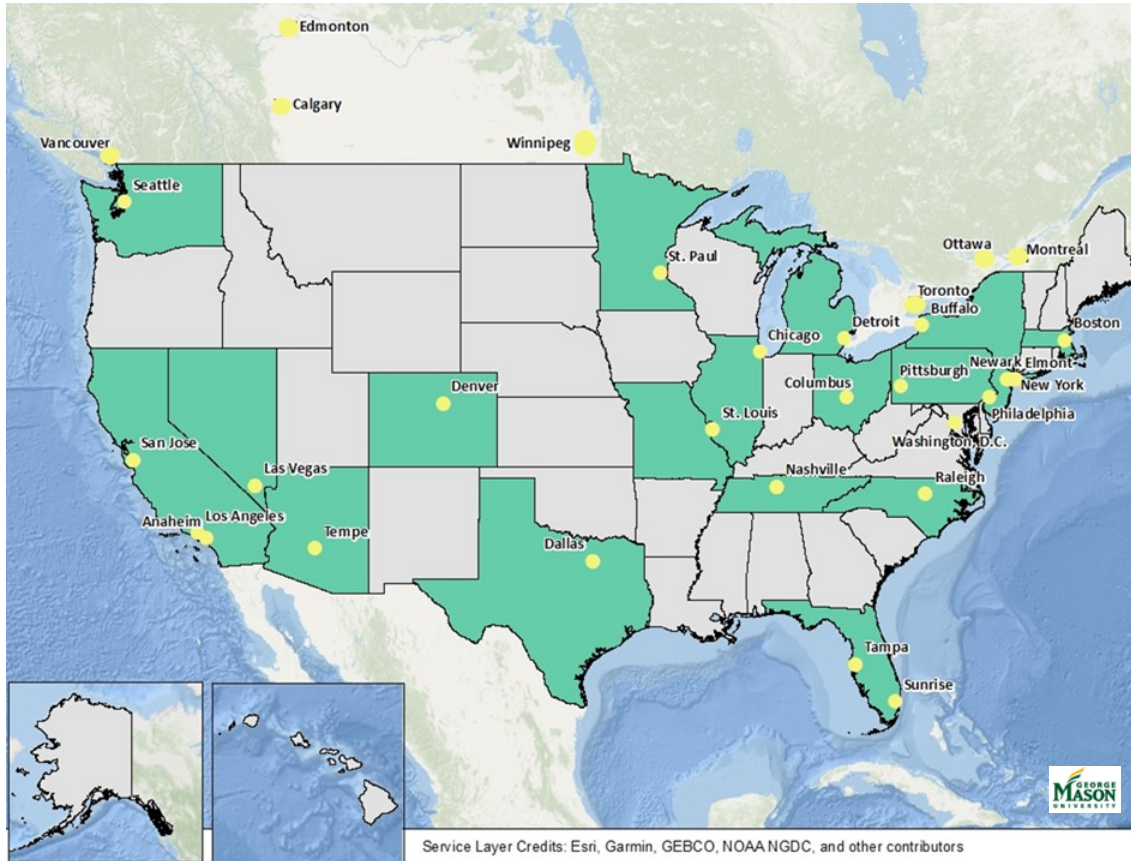 Edmonton
Calgary
Vancouver
Winnipeg
Seattle
St. Paul
Ottawa
Montreal
Toronto
Buffalo
Boston
Detroit
Chicago
Newark
Elmont
Pittsburgh
New York
Columbus
Denver
Philadelphia
St. Louis
Washington, D.C.
San Jose
Las Vegas
Nashville
Raleigh
Los Angeles
Anaheim
Tempe
Dallas
Tampa
Sunrise
GEORGE
MASON
UNIVERSITY
Service Layer Credits: Esri, Garmin, GEBCO, NOAA NGDC, and other contributors